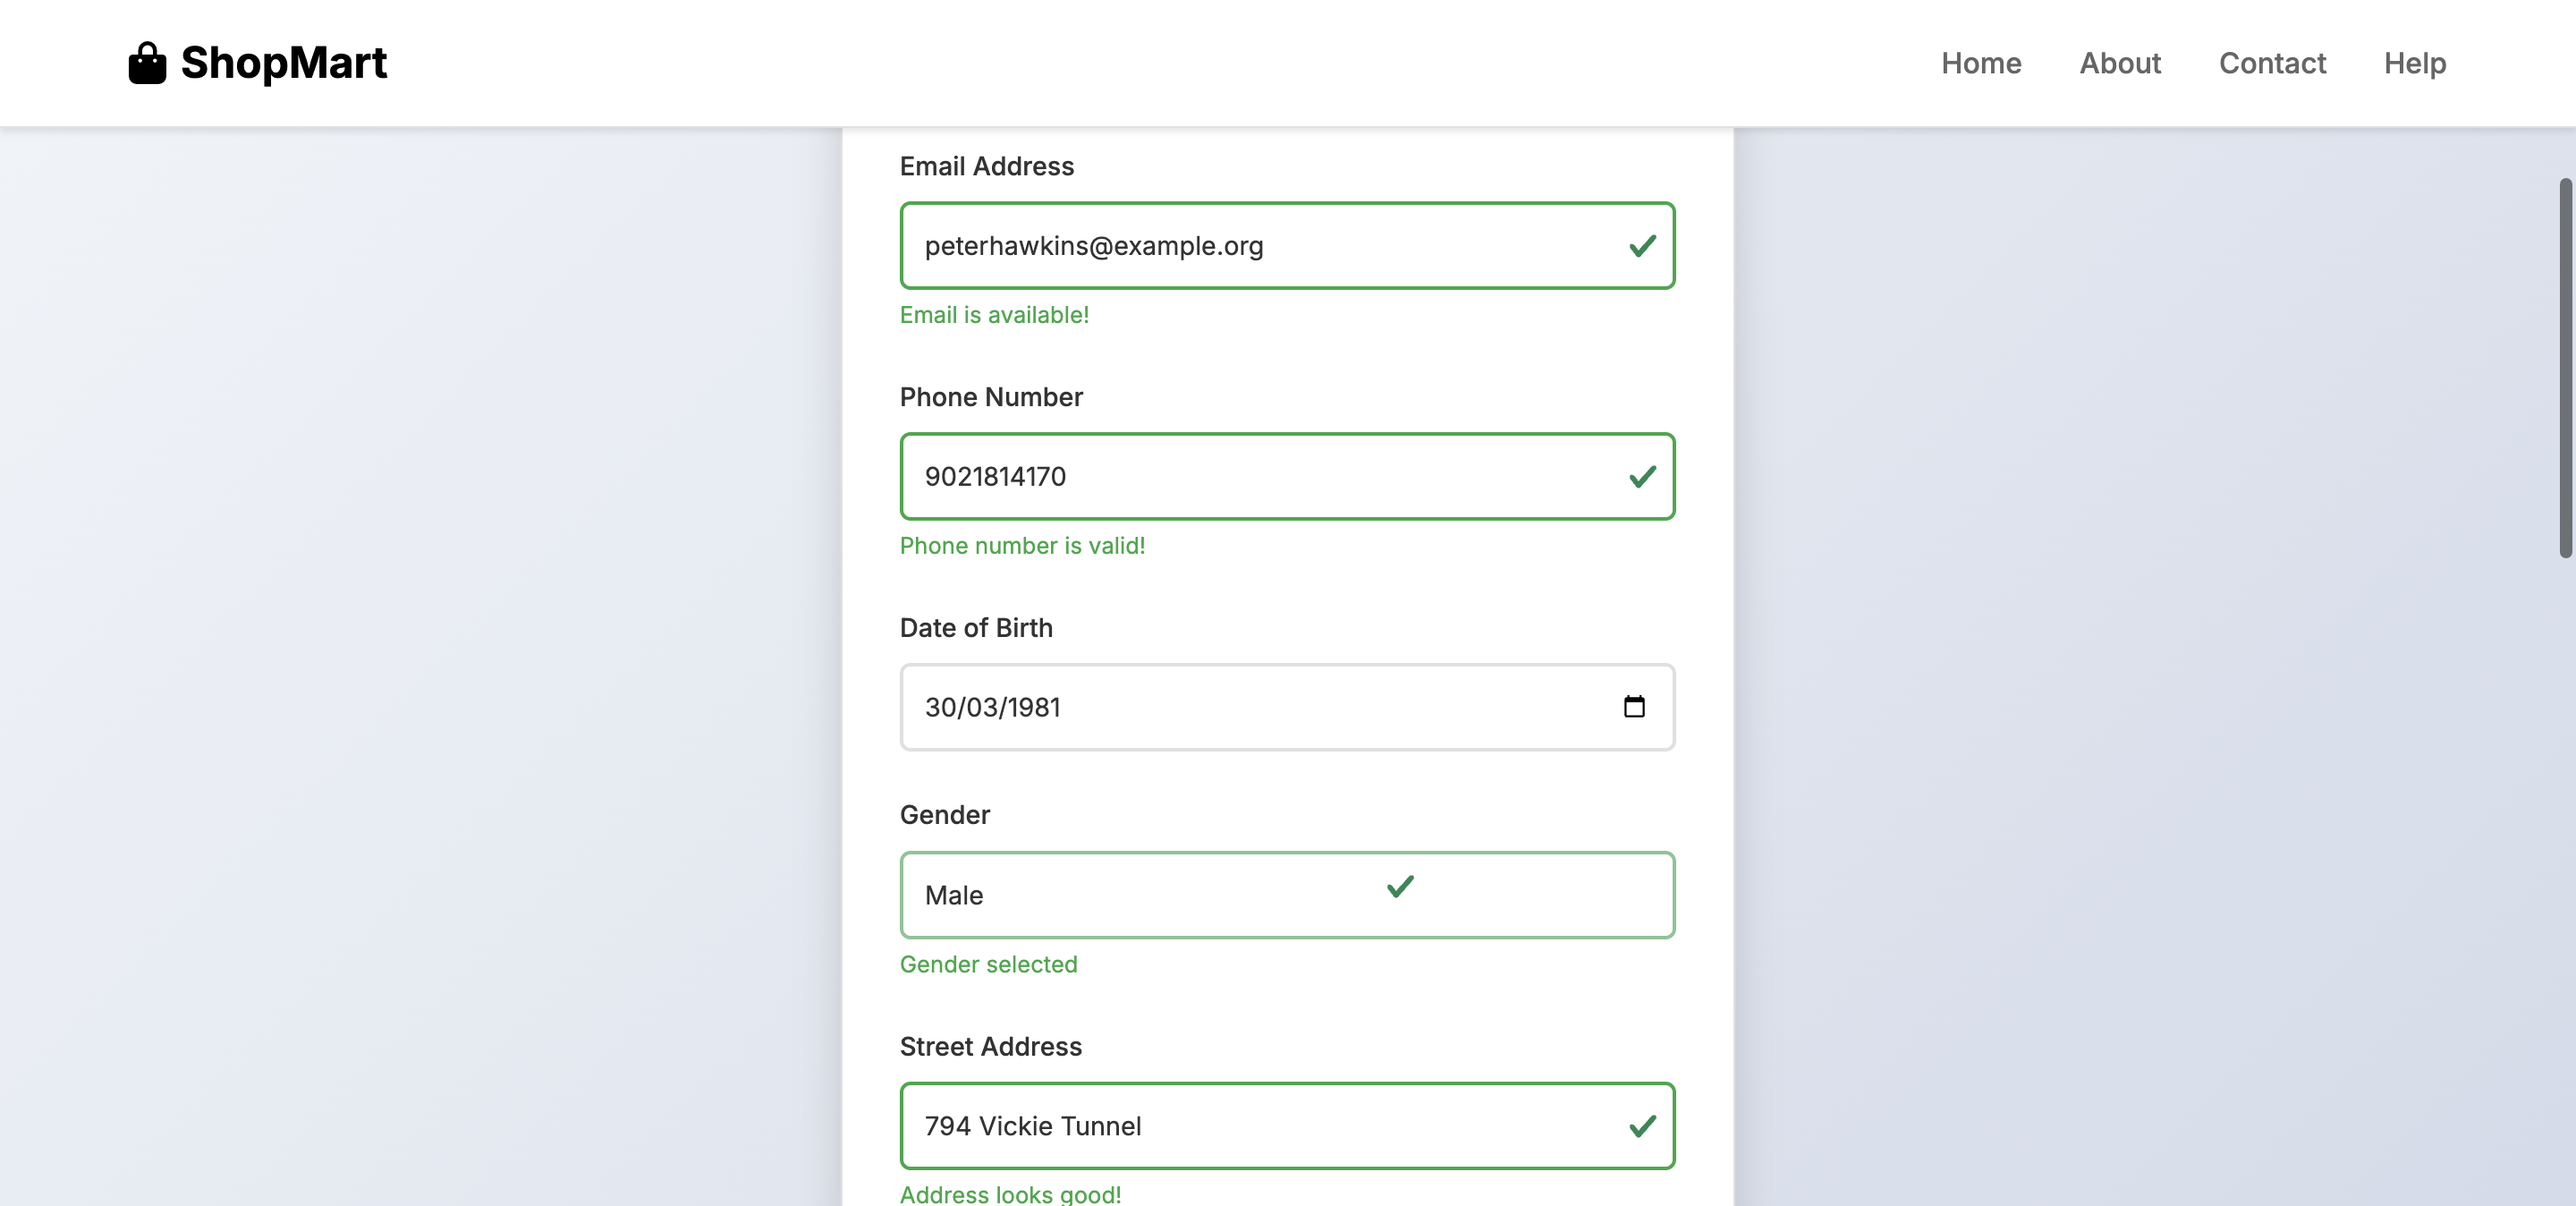 ShopMart
Home About Contact Help
Email Address
peterhawkins@example.org
Email is available!
Phone Number
9021814170
Phone number is valid!
Date of Birth
30/03/1981
Gender
Male
Gender selected
Street Address
794 Vickie Tunnel
Address looks good!